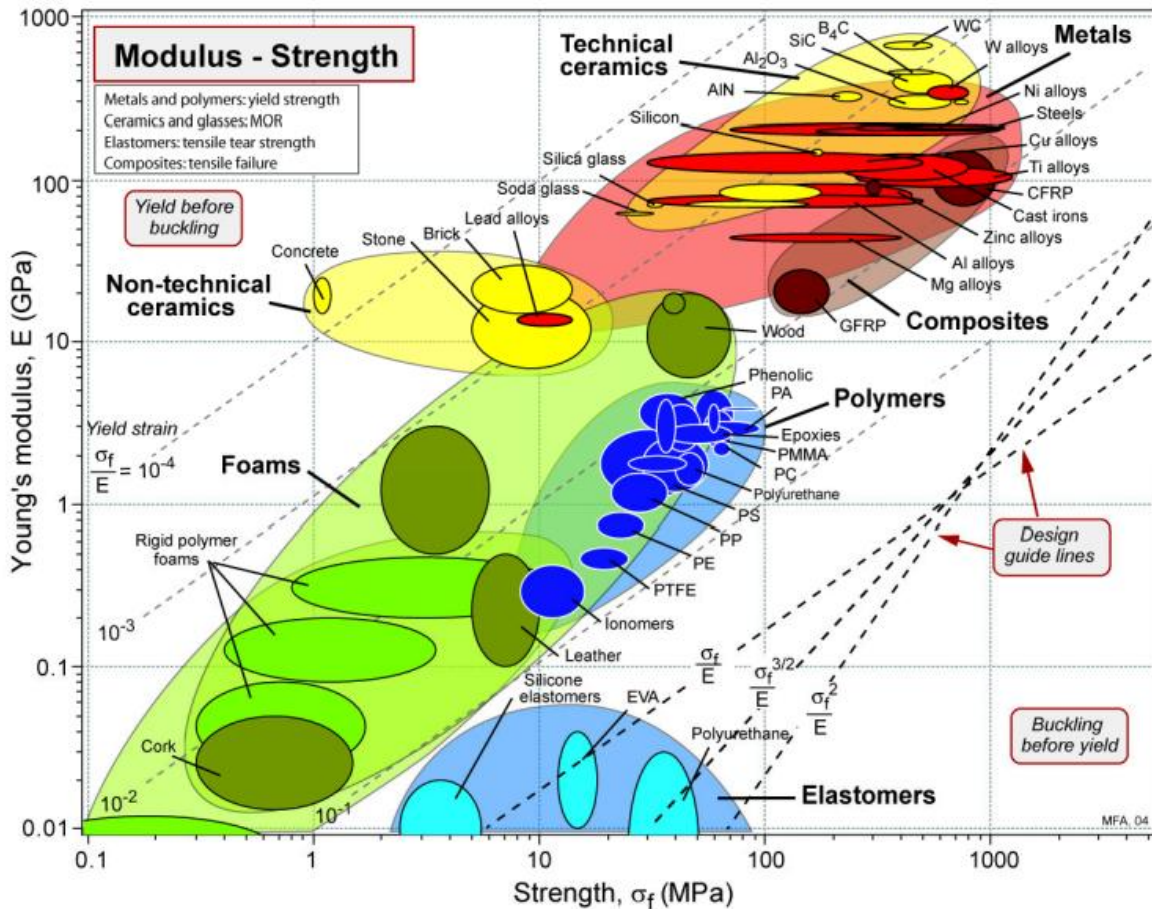 1000
Modulus - Strength
Metals and polymers: yield strength
Ceramics and glasses: MOR
Elastomers: tensile tear strength
Composites: tensile failure
Technical
ceramics
Al₂O₃
SiC
B₄C
WC
Metals
W alloys
AlN
Ni alloys
Steels
Silicon
Cu alloys
Silica glass
Ti alloys
Soda glass
CFRP
Cast irons
Zinc alloys
Al alloys
Mg alloys
100
Yield before
buckling
Concrete
Stone
Brick
Lead alloys
Non-technical
ceramics
GFRP
Composites
Wood
10
Phenolic
PA
Polymers
Epoxies
PMMA
PC
Polyurethane
PS
PP
PE
PTFE
Ionomers
Yield strain
σf/E = 10⁻⁴
Foams
1
Rigid polymer
foams
Design
guide lines
10⁻³
Leather
0.1
Silicone
elastomers
EVA
Polyurethane
σf/E
σf³ᐟ²/E
σf²/E
Buckling
before yield
Cork
Elastomers
10⁻²
10⁻¹
0.01
MFA, 04
0.1
1
10
100
1000
Young's modulus, E (GPa)
Strength, σf (MPa)